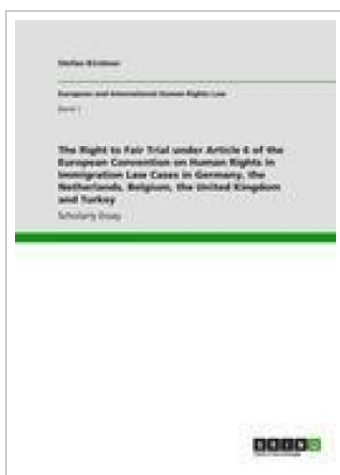 Stefan Kirchner
European and International Human Rights Law
Band 1
The Right to Fair Trial under Article 6 of the
European Convention on Human Rights in
Immigration Law Cases in Germany, the
Netherlands, Belgium, the United Kingdom
and Turkey
Scholarly Essay
GRIN